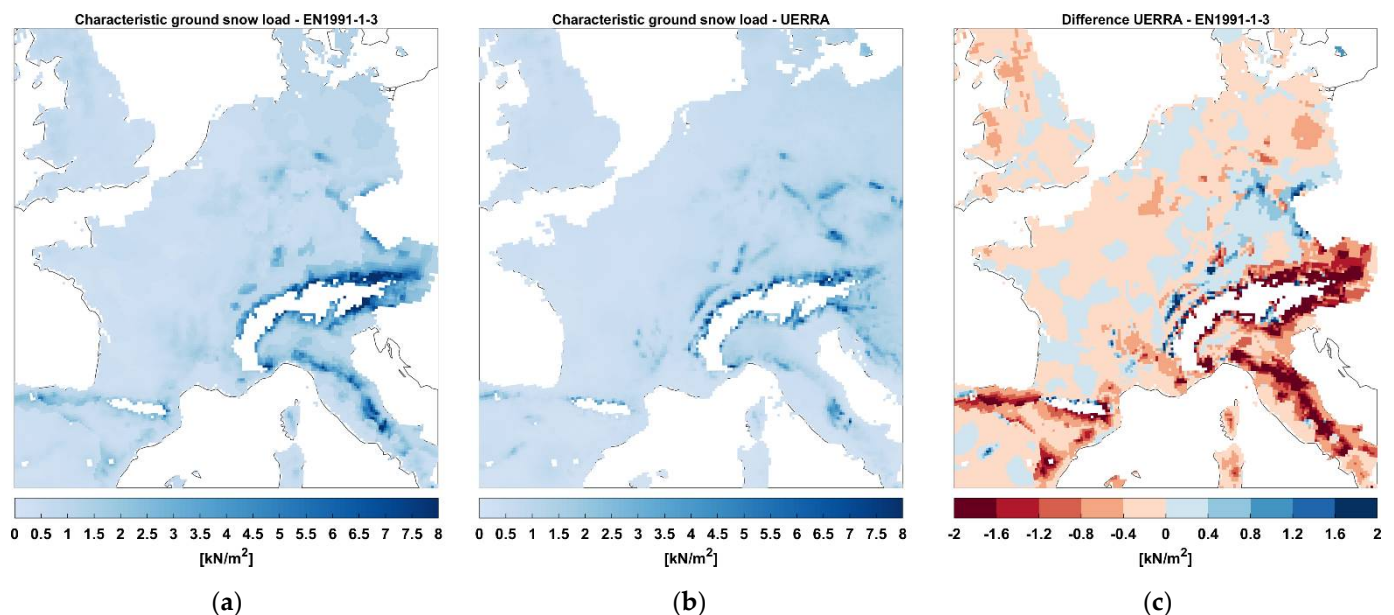 Characteristic ground snow load - EN1991-1-3
Characteristic ground snow load - UERRA
Difference UERRA - EN1991-1-3
0 0.5 1 1.5 2 2.5 3 3.5 4 4.5 5 5.5 6 6.5 7 7.5 8
[kN/m²]
0 0.5 1 1.5 2 2.5 3 3.5 4 4.5 5 5.5 6 6.5 7 7.5 8
[kN/m²]
-2 -1.6 -1.2 -0.8 -0.4 0 0.4 0.8 1.2 1.6 2
[kN/m²]
(a)
(b)
(c)